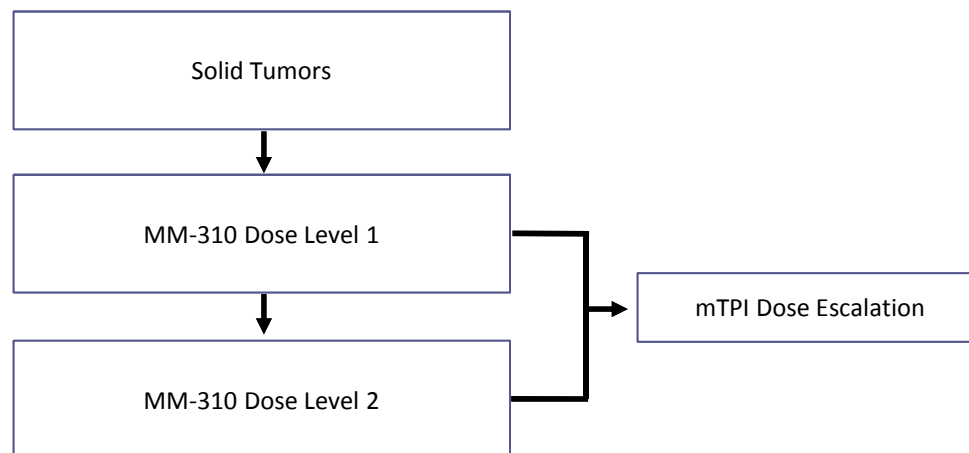 Solid Tumors
MM-310 Dose Level 1
mTPI Dose Escalation
MM-310 Dose Level 2